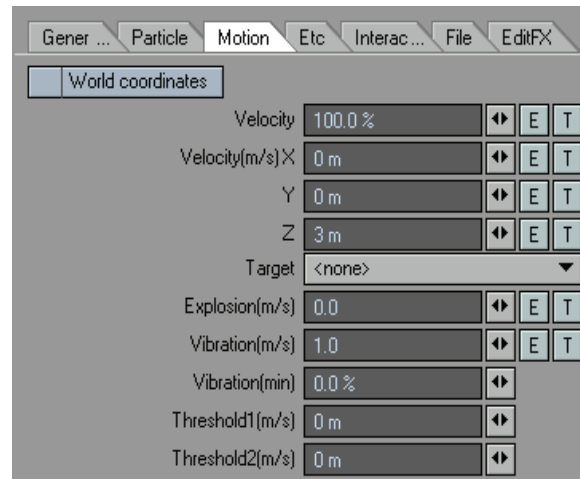 Gener ... Particle Motion Etc Interac ... File EditFX
World coordinates
Velocity 100.0 % E T
Velocity(m/s) X 0 m E T
Y 0 m E T
Z 3 m E T
Target <none>
Explosion(m/s) 0.0 E T
Vibration(m/s) 1.0 E T
Vibration(min) 0.0 %
Threshold1(m/s) 0 m
Threshold2(m/s) 0 m